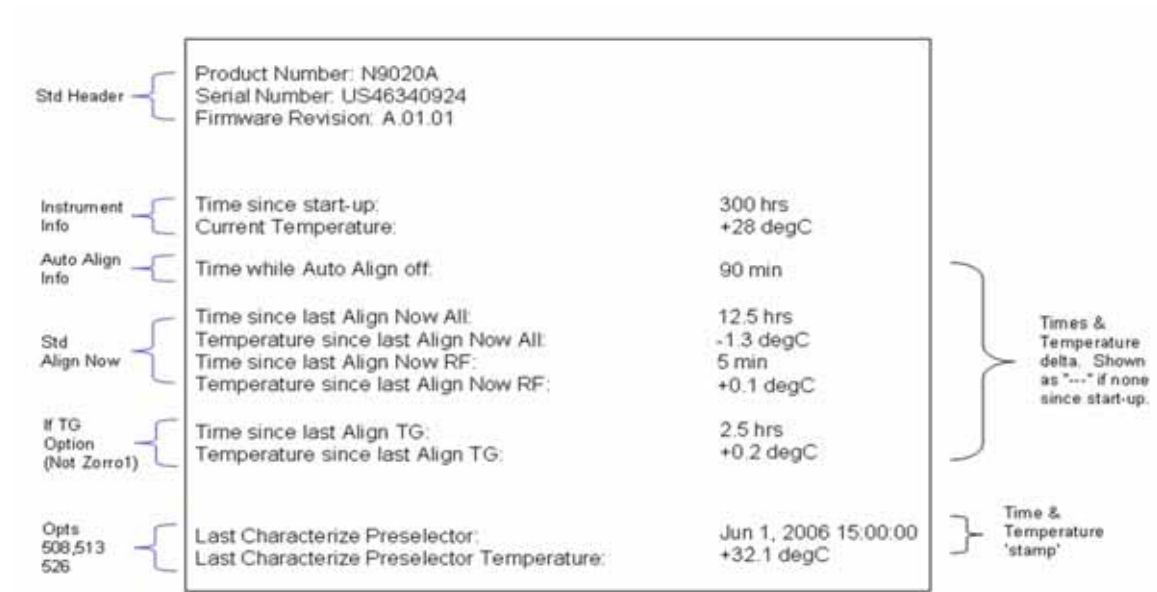 Std Header
Product Number: N9020A
Serial Number: US46340924
Firmware Revision: A.01.01
Instrument
Info
Time since start-up: 300 hrs
Current Temperature: +28 degC
Auto Align
Info
Time while Auto Align off: 90 min
Std
Align Now
Time since last Align Now All: 12.5 hrs
Temperature since last Align Now All: -1.3 degC
Time since last Align Now RF: 5 min
Temperature since last Align Now RF: +0.1 degC
Times &
Temperature
delta. Shown
as "---" if none
since start-up.
If TG
Option
(Not Zorro1)
Time since last Align TG: 2.5 hrs
Temperature since last Align TG: +0.2 degC
Opts
508,513
526
Last Characterize Preselector: Jun 1, 2006 15:00:00
Last Characterize Preselector Temperature: +32.1 degC
Time &
Temperature
'stamp'